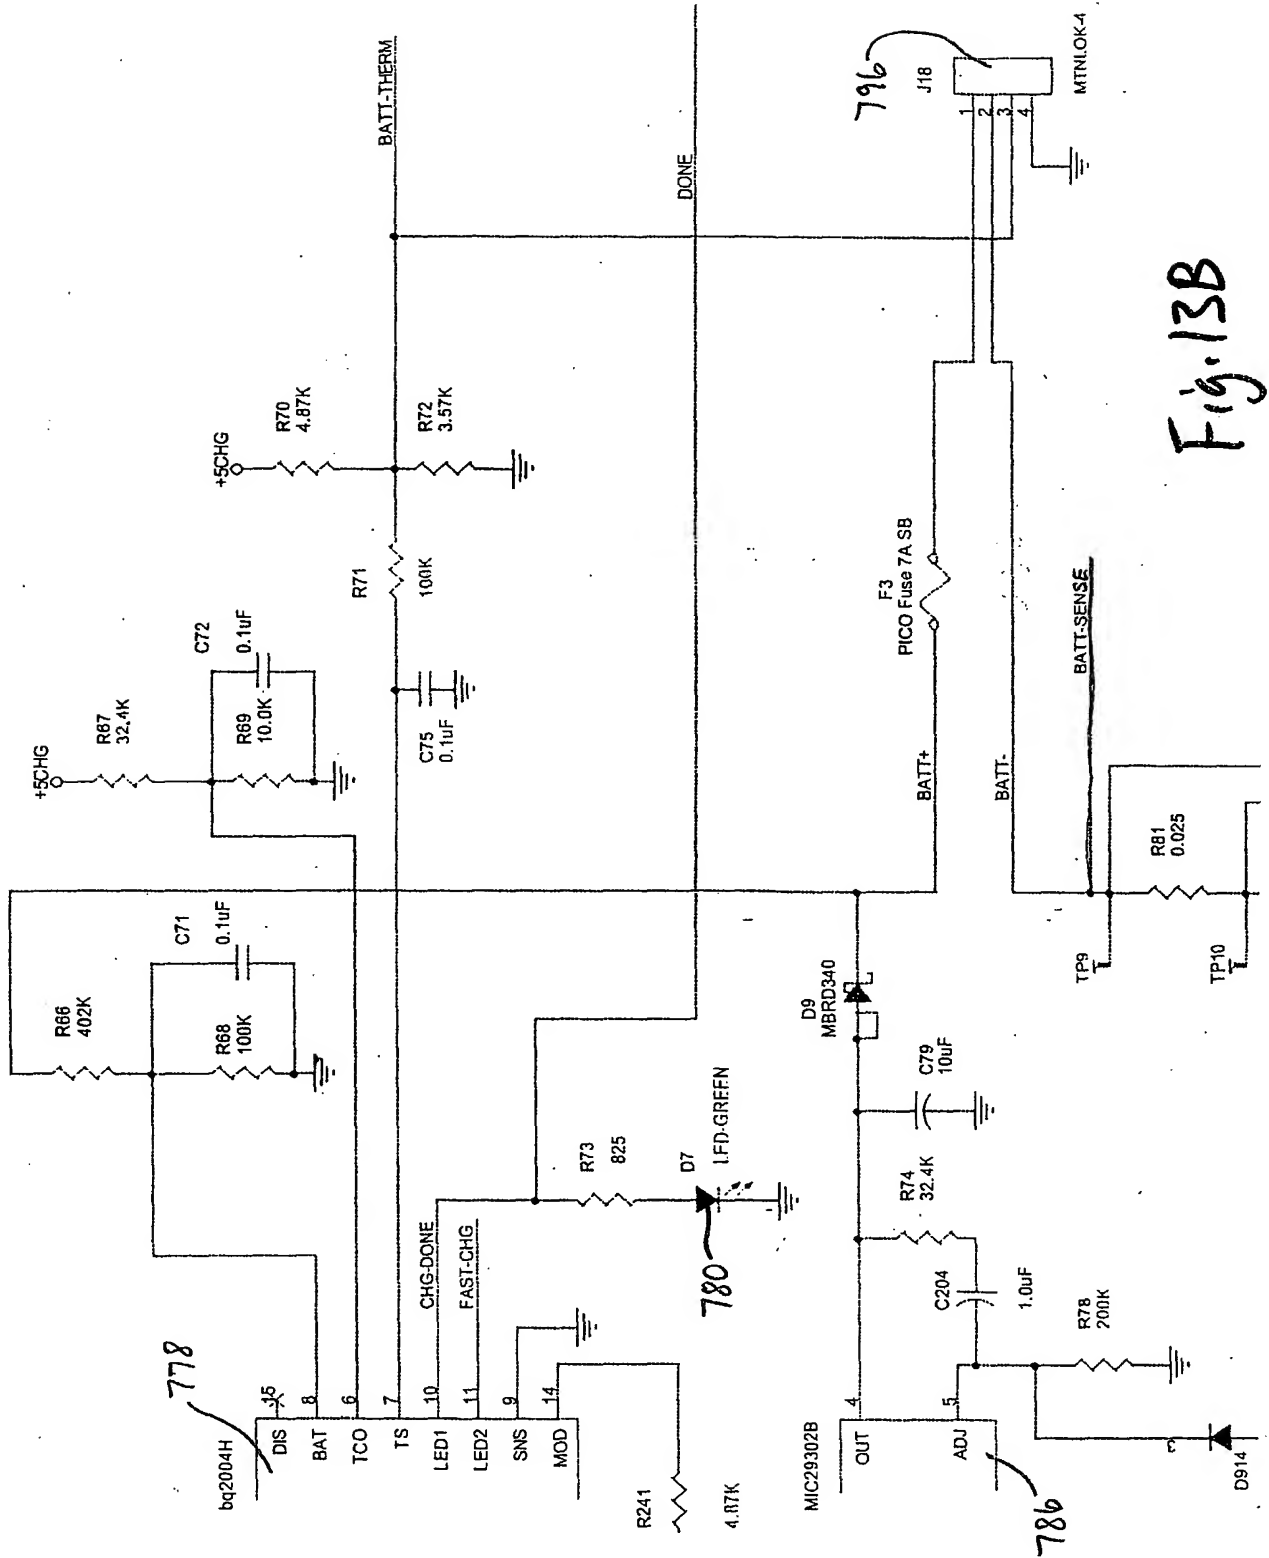 BATT-THERM
DONE
796
J18
MTNLOK-4
1
2
3
4
Fig. 13B
+5CHG
R70
4.87K
R72
3.57K
R71
100K
F3
PICO Fuse 7A SB
C72
0.1uF
+5CHG
R67
32.4K
R69
10.0K
C75
0.1uF
BATT-SENSE
BATT+
BATT-
R81
0.025
TP9
TP10
C71
0.1uF
R66
402K
R68
100K
D9
MBRD340
C79
10uF
R73
825
D7
LED-GREEN
780
R74
32.4K
C204
1.0uF
R78
200K
CHG-DONE
FAST-CHG
778
bq2004H
15
DIS
8
BAT
6
TCO
7
TS
10
LED1
11
LED2
9
SNS
14
MOD
R241
4.87K
MIC29302B
4
OUT
5
ADJ
786
3
D914